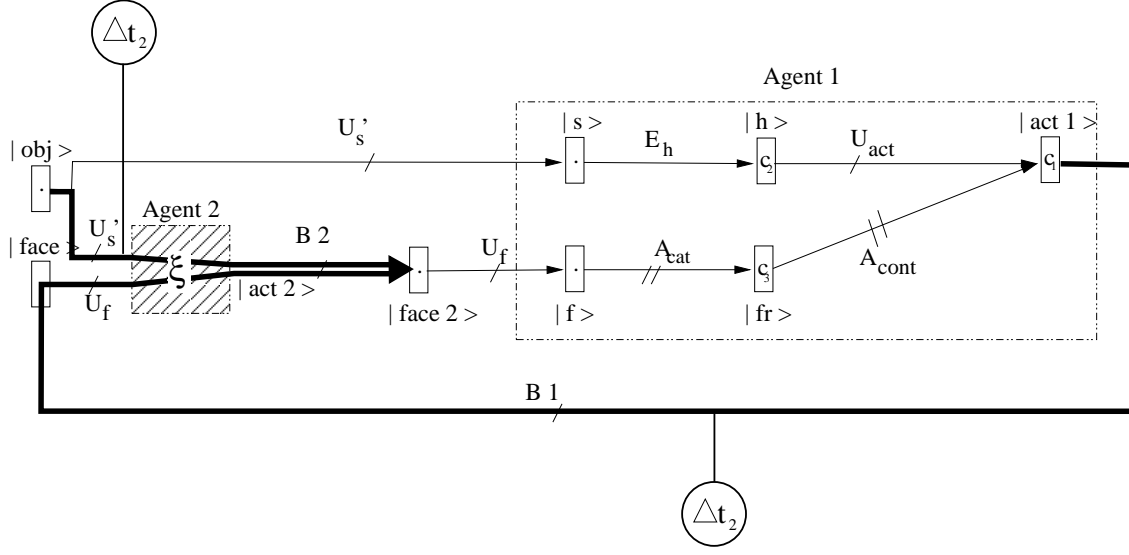 △t₂
Agent 1
| s >
| h >
| act 1 >
U_s'
E_h
U_act
| obj >
.
.
c₂
c₁
Agent 2
| face >
U_s'
B 2
ξ
U_f
A_cat
A_cont
.
.
c₃
U_f
| act 2 >
| face 2 >
| f >
| fr >
B 1
△t₂